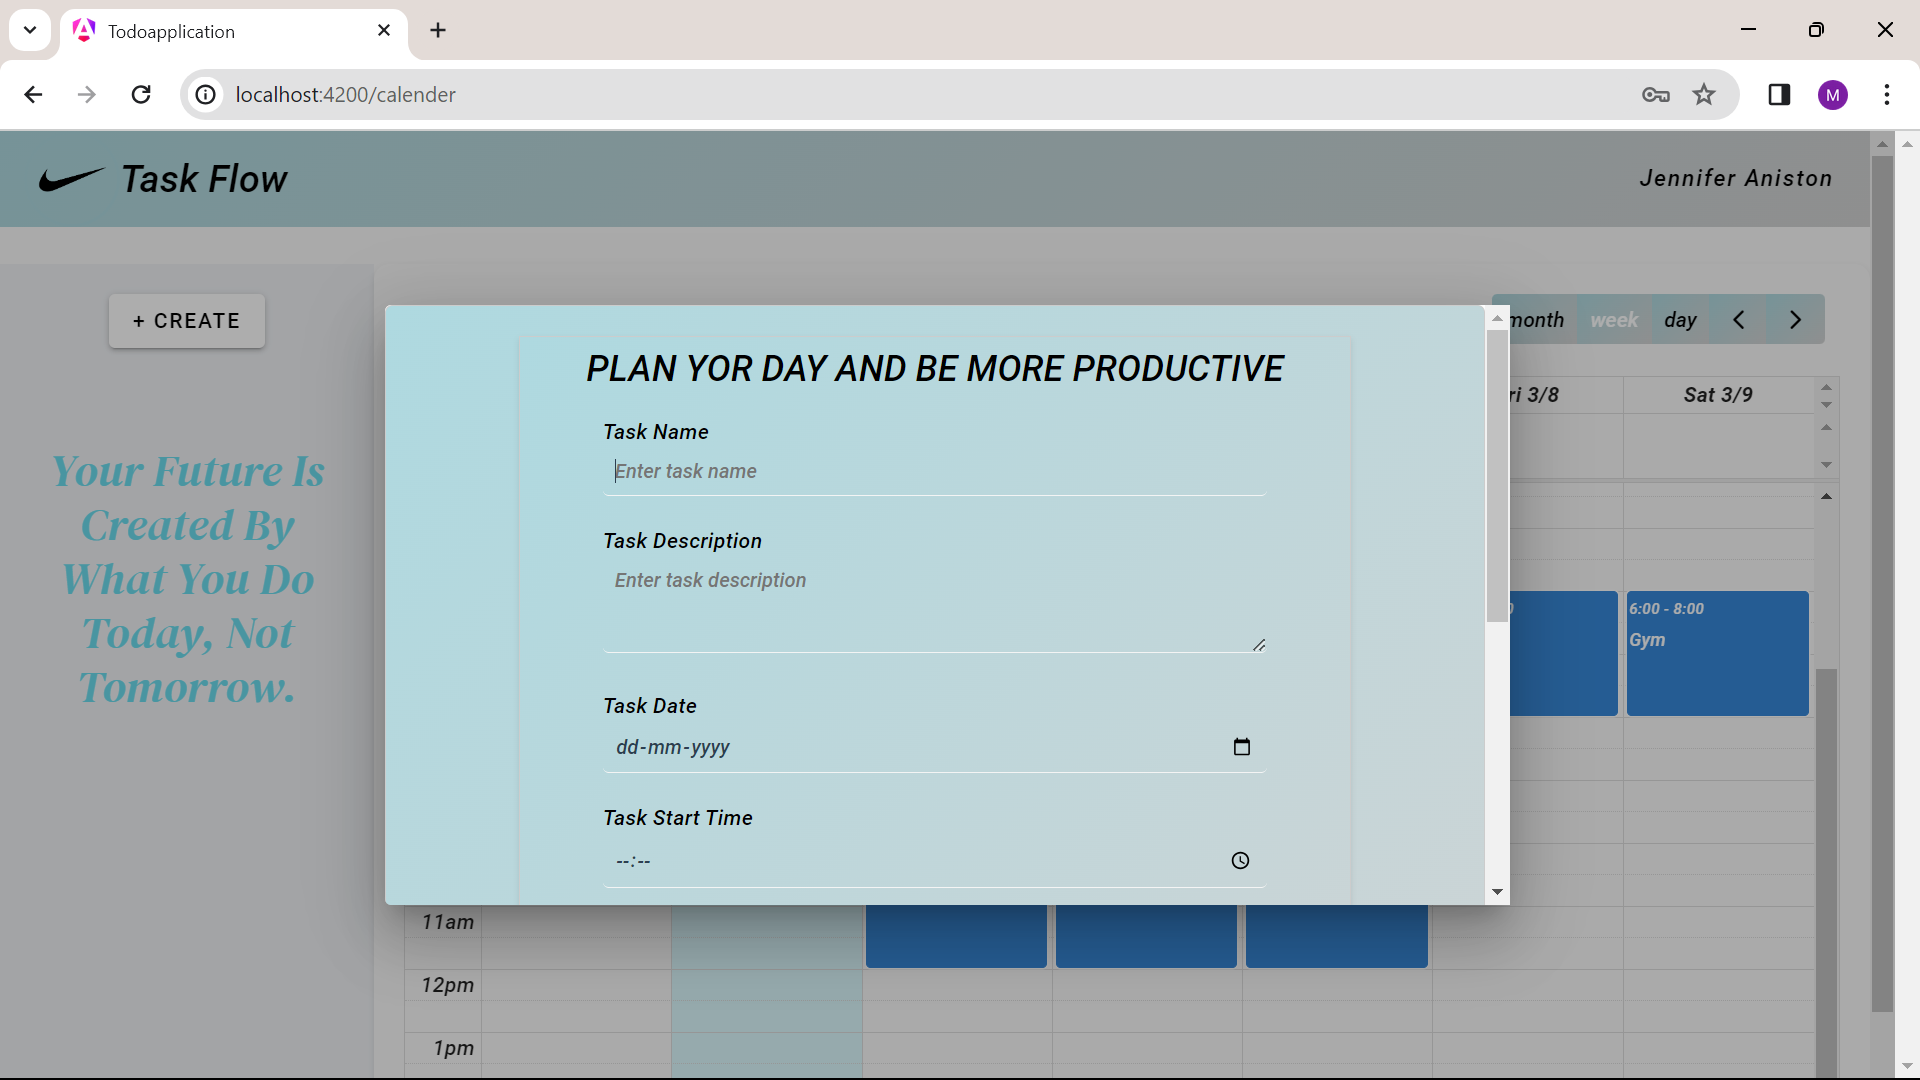 Todoapplication
localhost:4200/calender
M
Task Flow
Jennifer Aniston
+ CREATE
month week day
PLAN YOR DAY AND BE MORE PRODUCTIVE
Task Name
Enter task name
Task Description
Enter task description
Task Date
dd-mm-yyyy
Task Start Time
--:--
Your Future Is
Created By
What You Do
Today, Not
Tomorrow.
ri 3/8
Sat 3/9
0
6:00 - 8:00
Gym
11am
12pm
1pm